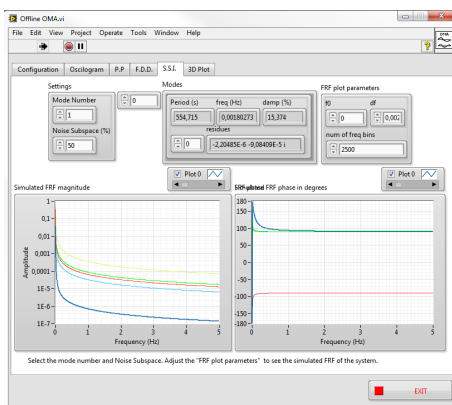 Offline OMA.vi
File Edit View Project Operate Tools Window Help
OMA
Configuration Oscilogram P.P F.D.D. S.S.I. 3D Plot
Settings
Mode Number
1
Noise Subspace (%)
50
0
Modes
Period (s) freq (Hz) damp (%)
554,715 0,00180273 15,374
residues
0 -2,20485E-6 -9,08409E-5 i
FRF plot parameters
f0 df
0 0,002
num of freq bins
2500
Plot 0
Plot 0
Simulated FRF magnitude
FRF phase in degrees
Amplitude
1
0,1
0,01
0,001
0,0001
1E-5
1E-6
1E-7
0 1 2 3 4 5
Frequency (Hz)
180
150
100
50
0
-50
-100
-150
-180
0 1 2 3 4 5
Frequency (Hz)
Select the mode number and Noise Subspace. Adjust the "FRF plot parameters" to see the simulated FRF of the system.
EXIT